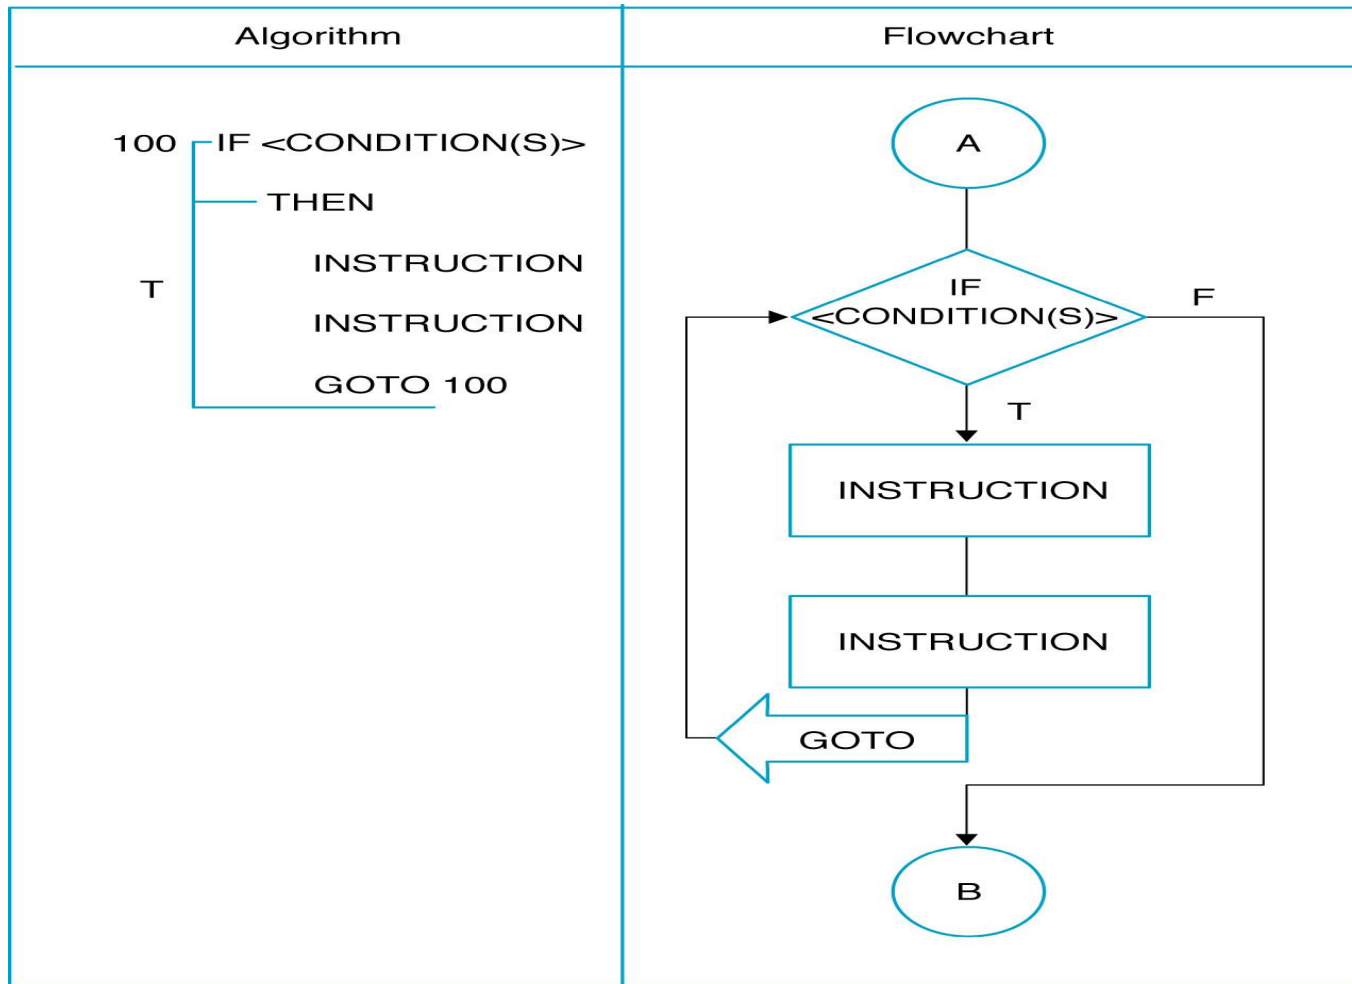 Algorithm
Flowchart
100 IF <CONDITION(S)>
THEN
T
INSTRUCTION
INSTRUCTION
GOTO 100
A
IF
<CONDITION(S)>
F
T
INSTRUCTION
INSTRUCTION
GOTO
B